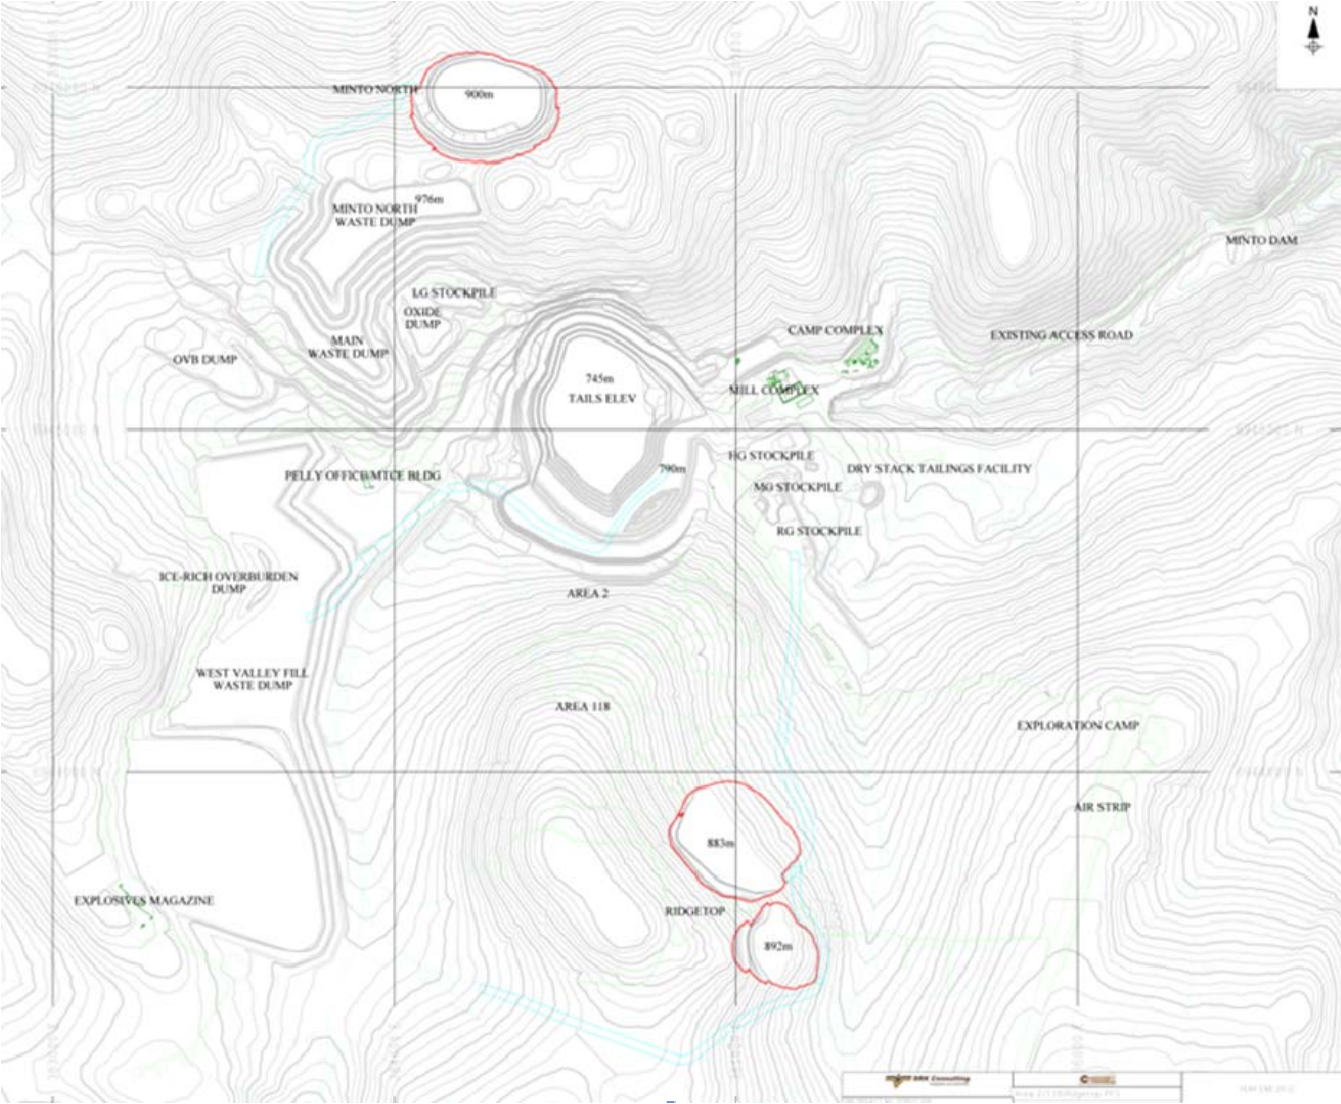 N
MINTO NORTH
900m
976m
MINTO NORTH
WASTE DUMP
MINTO DAM
LG STOCKPILE
OXIDE
DUMP
CAMP COMPLEX
EXISTING ACCESS ROAD
MAIN
WASTE DUMP
OVB DUMP
745m
TAILS ELEV
MILL COMPLEX
HG STOCKPILE
790m
DRY STACK TAILINGS FACILITY
PELLY OFFICE/MTCE BLDG
MG STOCKPILE
RG STOCKPILE
ICE-RICH OVERBURDEN
DUMP
AREA 2
WEST VALLEY FILL
WASTE DUMP
AREA 118
EXPLORATION CAMP
AIR STRIP
883m
EXPLOSIVES MAGAZINE
RIDGETOP
892m
SRK Consulting